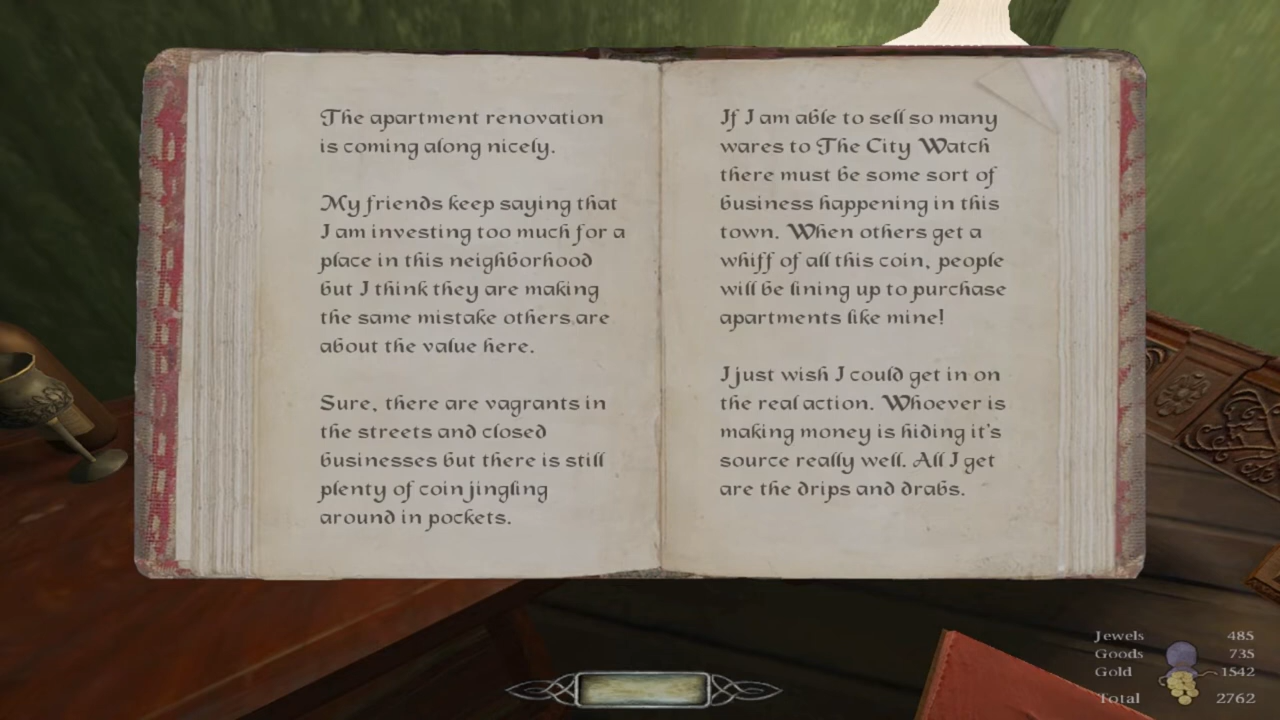 The apartment renovation
is coming along nicely.
My friends keep saying that
I am investing too much for a
place in this neighborhood
but I think they are making
the same mistake others are
about the value here.
Sure, there are vagrants in
the streets and closed
businesses but there is still
plenty of coin jingling
around in pockets.
If I am able to sell so many
wares to The City Watch
there must be some sort of
business happening in this
town. When others get a
whiff of all this coin, people
will be lining up to purchase
apartments like mine!
I just wish I could get in on
the real action. Whoever is
making money is hiding it's
source really well. All I get
are the drips and drabs.
Jewels 485
Goods 735
Gold 1542
Total 2762